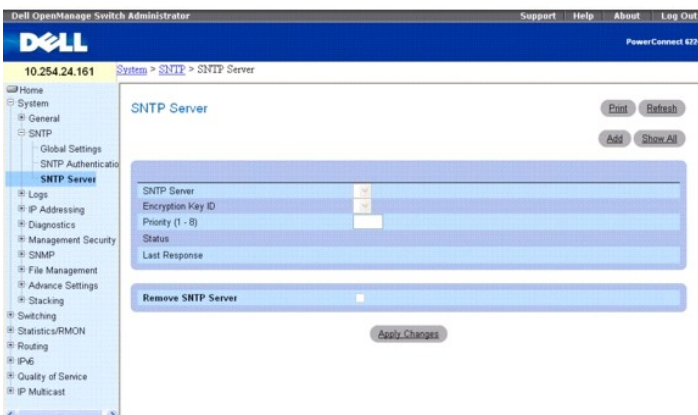 Dell OpenManage Switch Administrator
Support Help About Log Out
DELL
PowerConnect 622
10.254.24.161
System > SNTP > SNTP Server
Home
System
General
SNTP
Global Settings
SNTP Authenticatio
SNTP Server
Logs
IP Addressing
Diagnostics
Management Security
SNMP
File Management
Advance Settings
Stacking
Switching
Statistics/RMON
Routing
IPv6
Quality of Service
IP Multicast
SNTP Server
Print Refresh
Add Show All
SNTP Server
Encryption Key ID
Priority (1 - 8)
Status
Last Response
Remove SNTP Server
Apply Changes